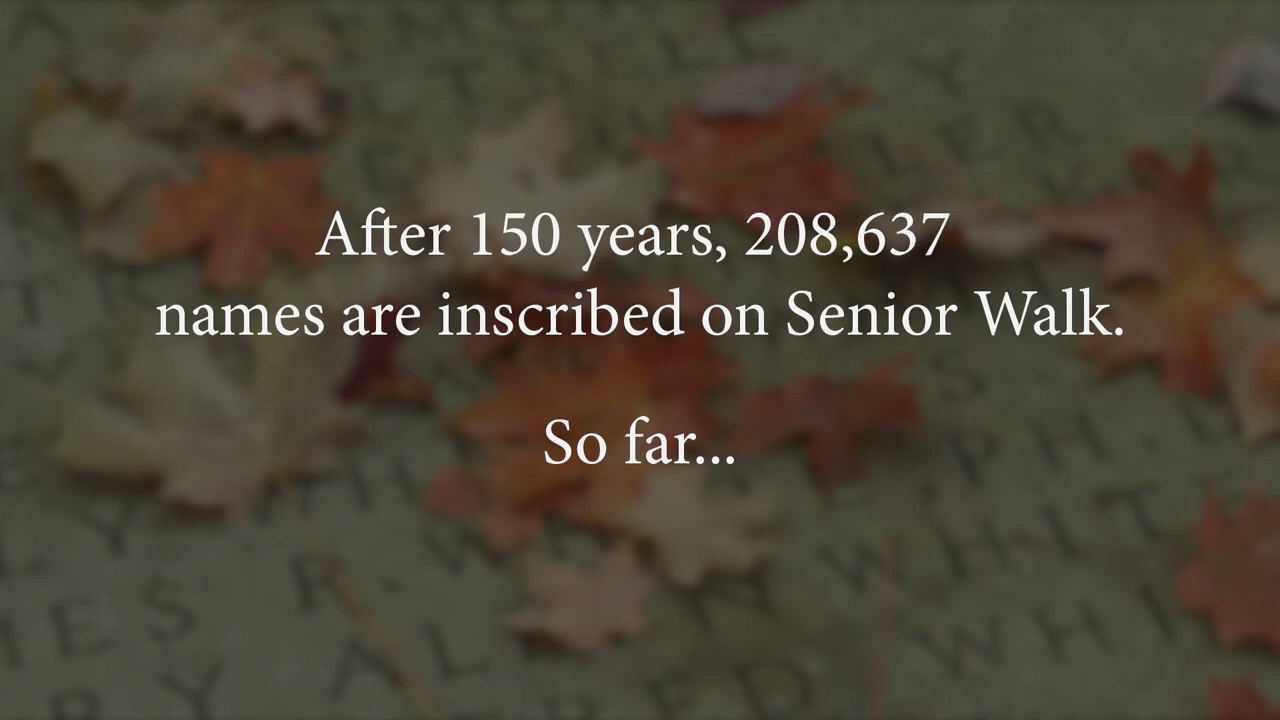 After 150 years, 208,637
names are inscribed on Senior Walk.
So far...